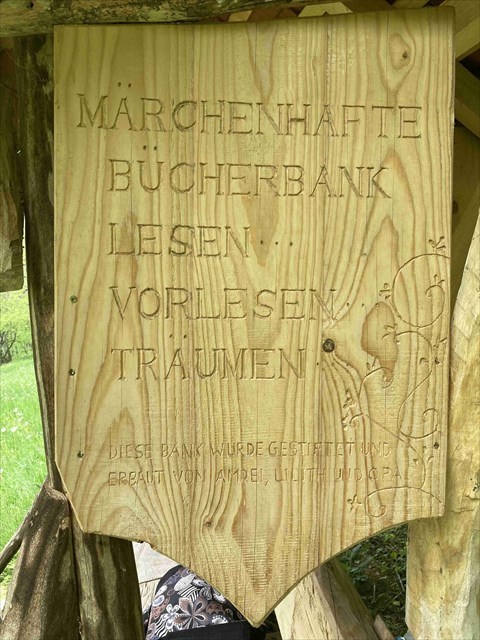 MÄRCHENHAFTE
BÜCHERBANK
LESEN...
VORLESEN..
TRÄUMEN..
DIESE BANK WURDE GESTIFTET UND
ERBAUT VON AMREI, LILITH UND OPA